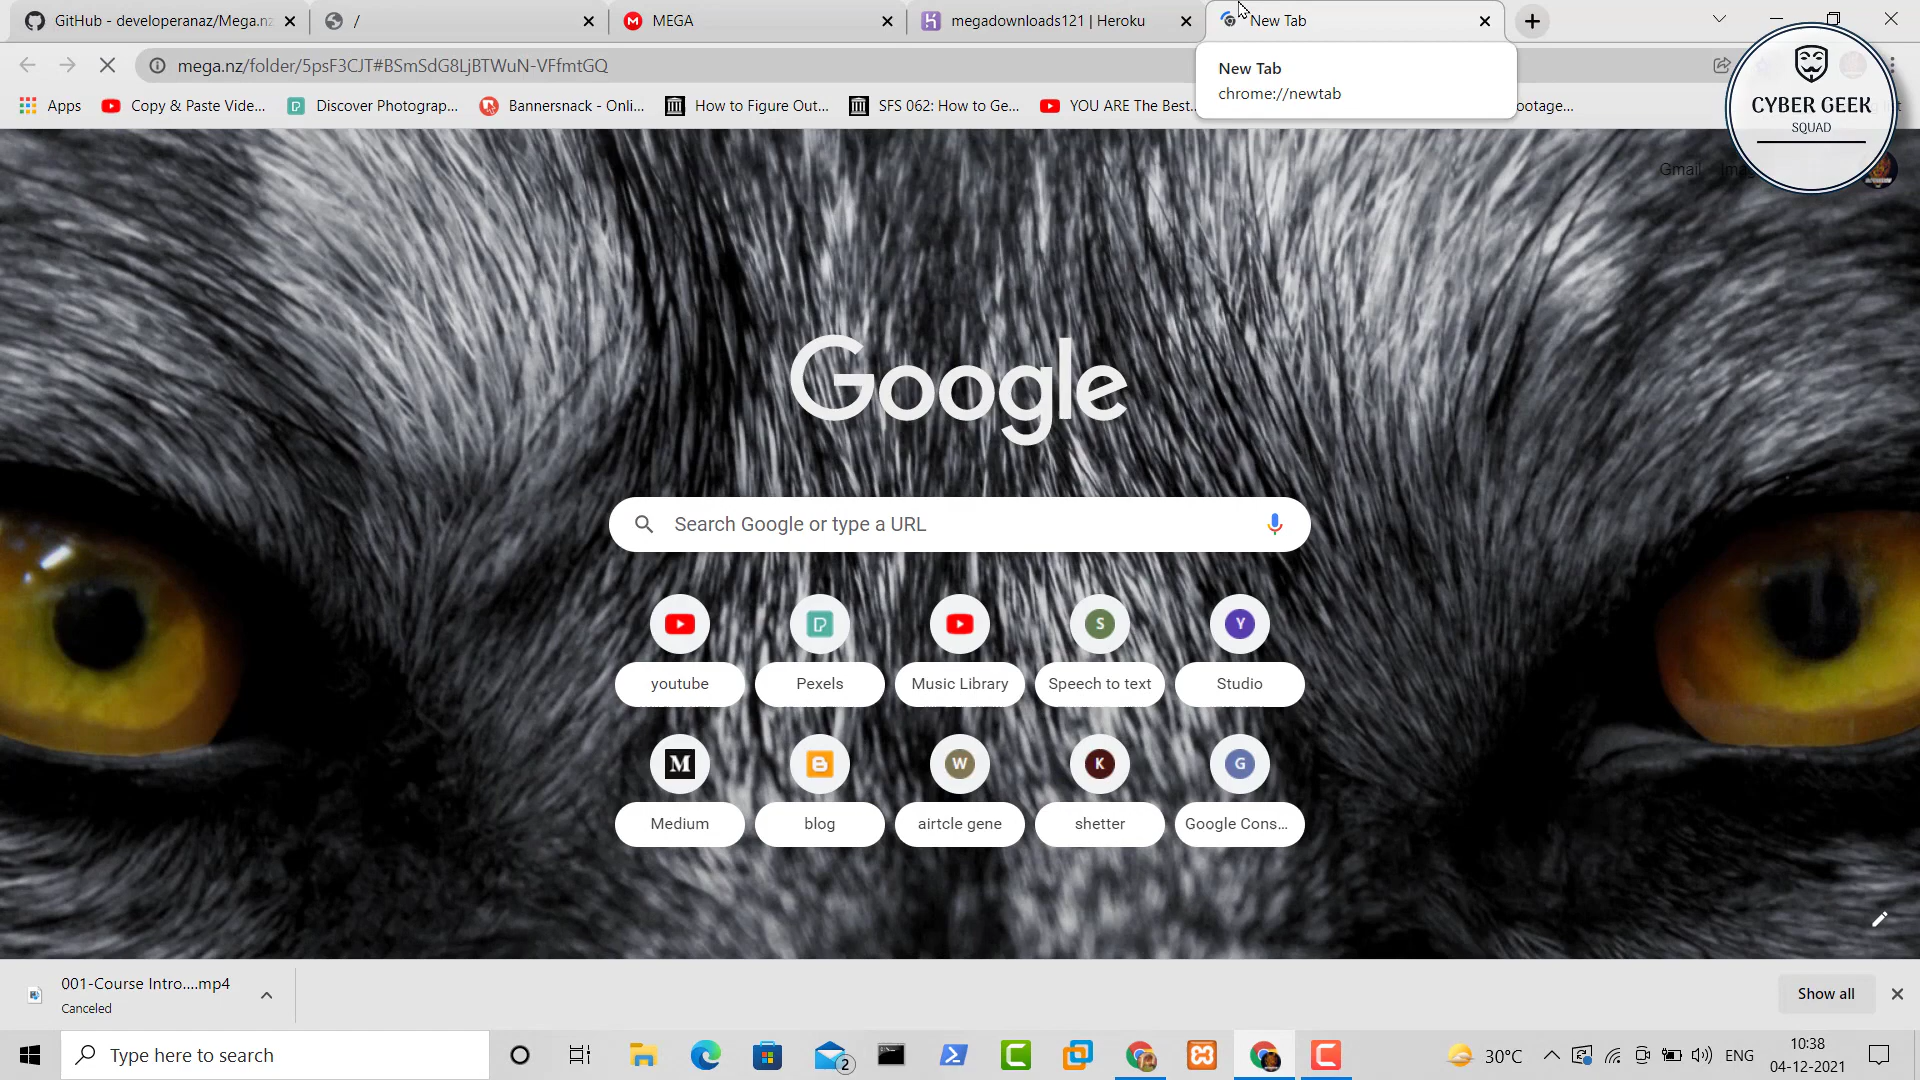 GitHub - developeranaz/Mega.nz
/
MEGA
megadownloads121 | Heroku
New Tab
mega.nz/folder/5psF3CJT#BSmSdG8LjBTWuN-VFfmtGQ
New Tab
chrome://newtab
Apps
Copy & Paste Vide...
Discover Photograp...
Bannersnack - Onli...
How to Figure Out...
SFS 062: How to Ge...
YOU ARE The Best...
ootage...
CYBER GEEK
SQUAD
Gmail
Google
Search Google or type a URL
youtube
Pexels
Music Library
Speech to text
Studio
Medium
blog
airtcle gene
shetter
Google Cons...
001-Course Intro....mp4
Canceled
Show all
Type here to search
2
30°C
ENG
10:38
04-12-2021